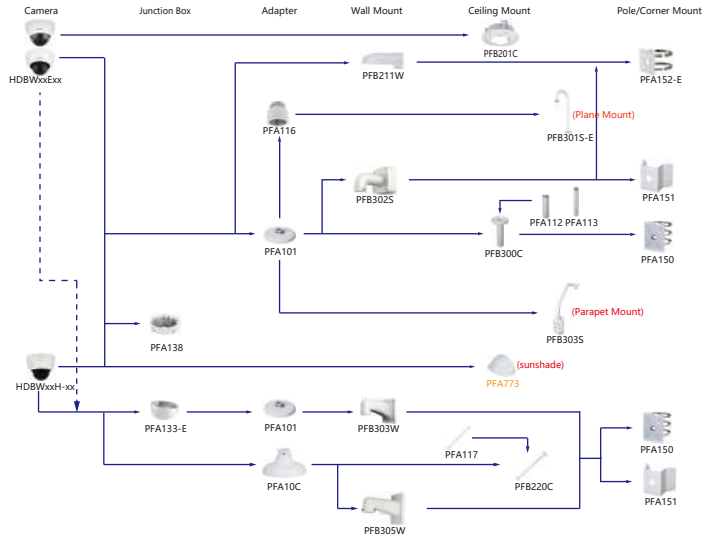 Camera
Junction Box
Adapter
Wall Mount
Ceiling Mount
Pole/Corner Mount
PFB201C
HDBWxxExx
PFB211W
PFA152-E
PFA116
(Plane Mount)
PFB301S-E
PFB302S
PFA151
PFA112
PFA113
PFA101
PFB300C
PFA150
(Parapet Mount)
PFA138
PFB303S
(sunshade)
HDBWxxH-xx
PFA773
PFA133-E
PFA101
PFB303W
PFA150
PFA117
PFA10C
PFB220C
PFA151
PFB305W